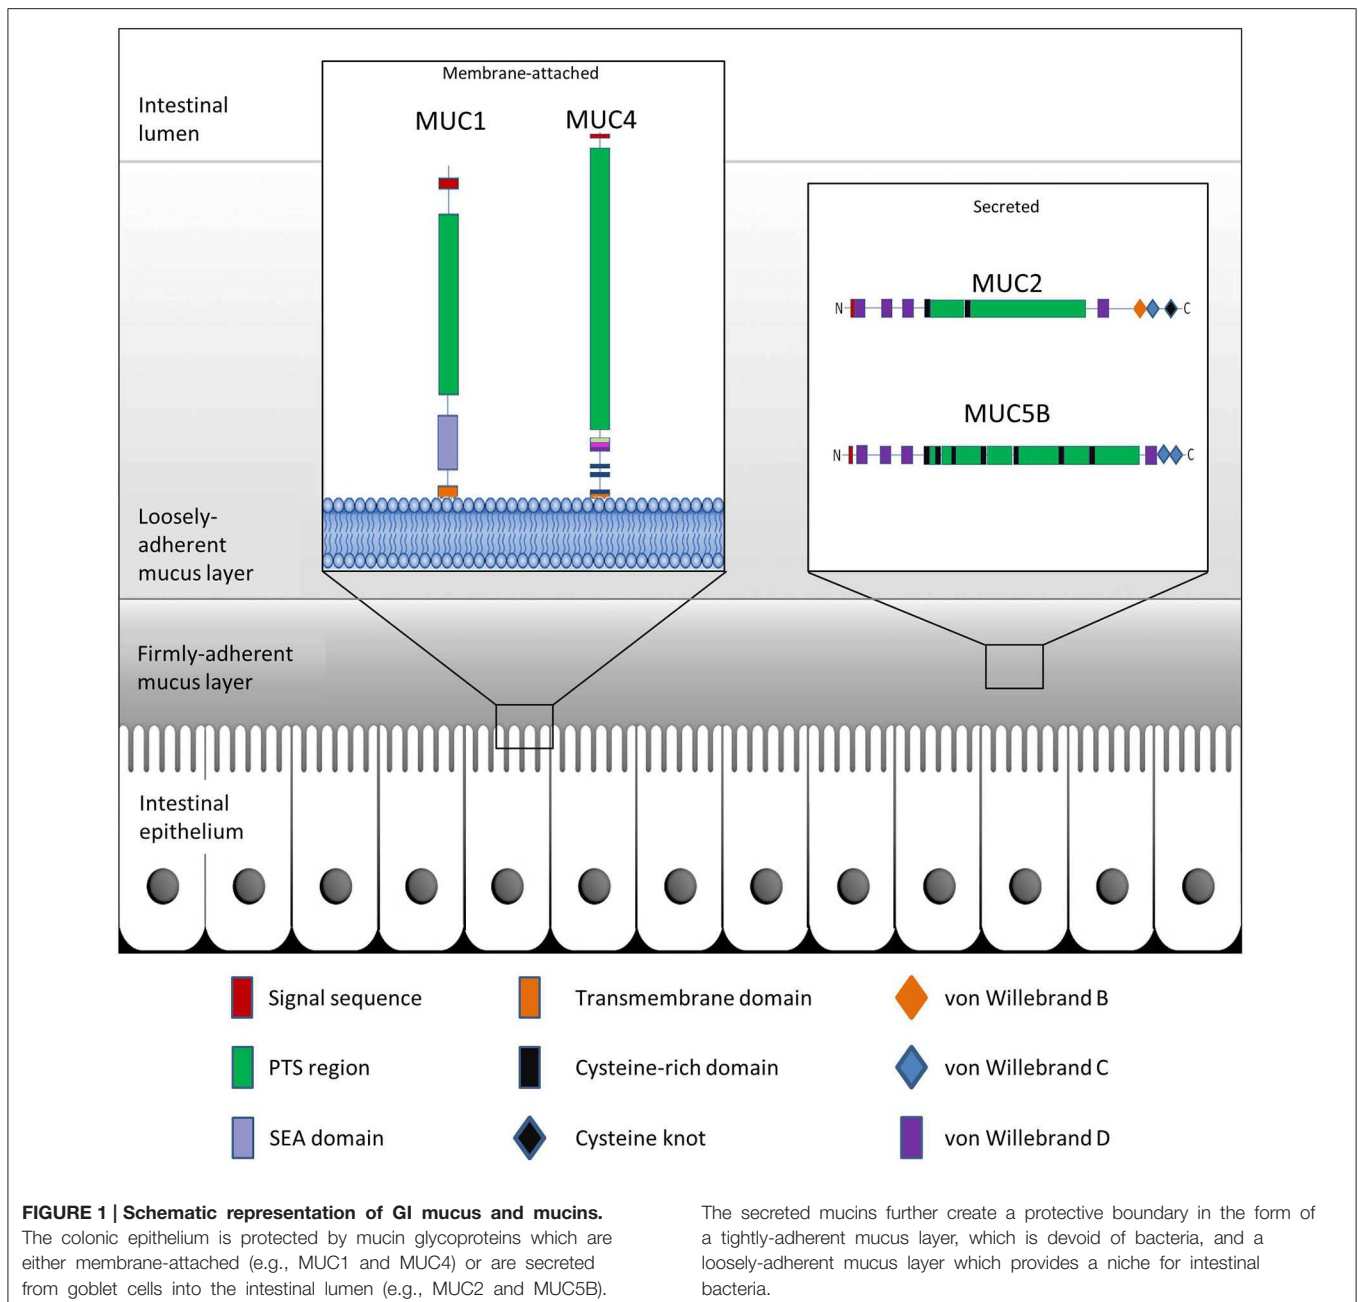 Intestinal
lumen
Membrane-attached
MUC1
MUC4
Secreted
MUC2
N
C
MUC5B
N
C
Loosely-
adherent
mucus layer
Firmly-adherent
mucus layer
Intestinal
epithelium
Signal sequence
Transmembrane domain
von Willebrand B
PTS region
Cysteine-rich domain
von Willebrand C
SEA domain
Cysteine knot
von Willebrand D
FIGURE 1 | Schematic representation of GI mucus and mucins.
The colonic epithelium is protected by mucin glycoproteins which are
either membrane-attached (e.g., MUC1 and MUC4) or are secreted
from goblet cells into the intestinal lumen (e.g., MUC2 and MUC5B).
The secreted mucins further create a protective boundary in the form of
a tightly-adherent mucus layer, which is devoid of bacteria, and a
loosely-adherent mucus layer which provides a niche for intestinal
bacteria.